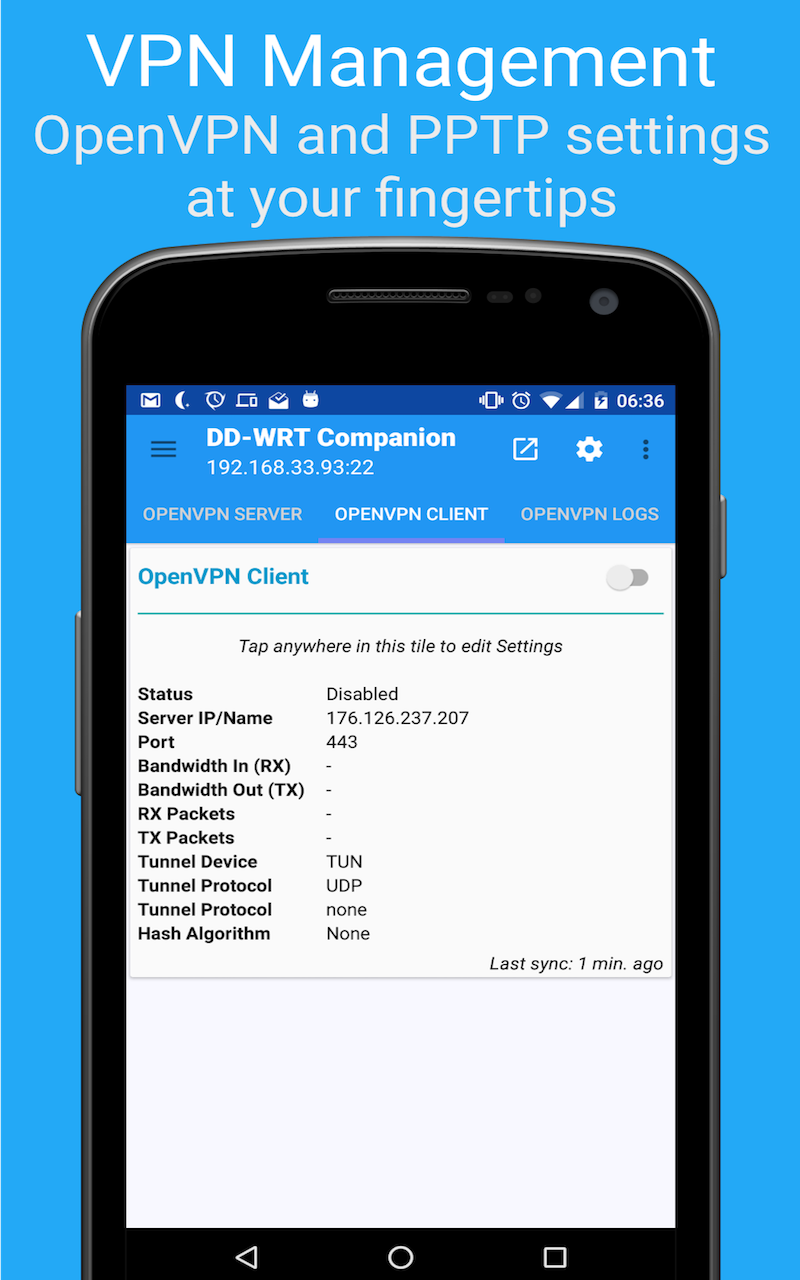 VPN Management
OpenVPN and PPTP settings
at your fingertips
06:36
DD-WRT Companion
192.168.33.93:22
OPENVPN SERVER OPENVPN CLIENT OPENVPN LOGS
OpenVPN Client
Tap anywhere in this tile to edit Settings
Status Disabled
Server IP/Name 176.126.237.207
Port 443
Bandwidth In (RX) -
Bandwidth Out (TX) -
RX Packets -
TX Packets -
Tunnel Device TUN
Tunnel Protocol UDP
Tunnel Protocol none
Hash Algorithm None
Last sync: 1 min. ago